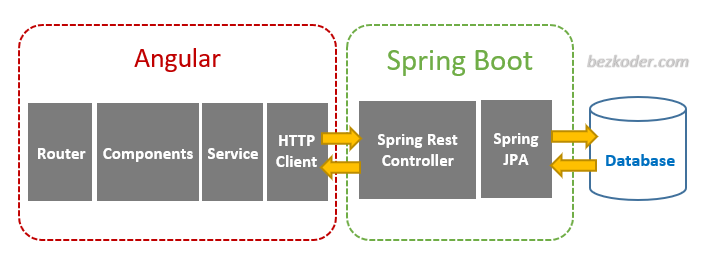 Angular
Spring Boot
bezkoder.com
Router
Components
Service
HTTP
Client
Spring Rest
Controller
Spring
JPA
Database